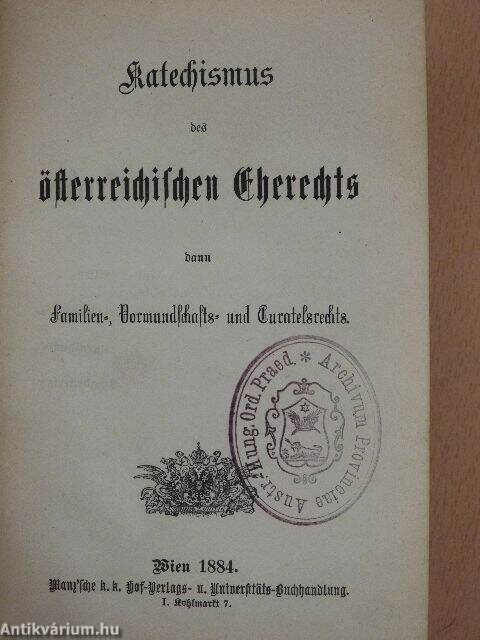 Katechismus
des
österreichischen Eherechts
dann
Familien-, Vormundschafts- und Curatelsrechts.
Archivum Provinciae Austr.-Hung. Ord. Praed. *
Wien 1884.
Manz'sche k. k. Hof-Verlags- u. Universitäts-Buchhandlung.
I. Kohlmarkt 7.
Antikvárium.hu